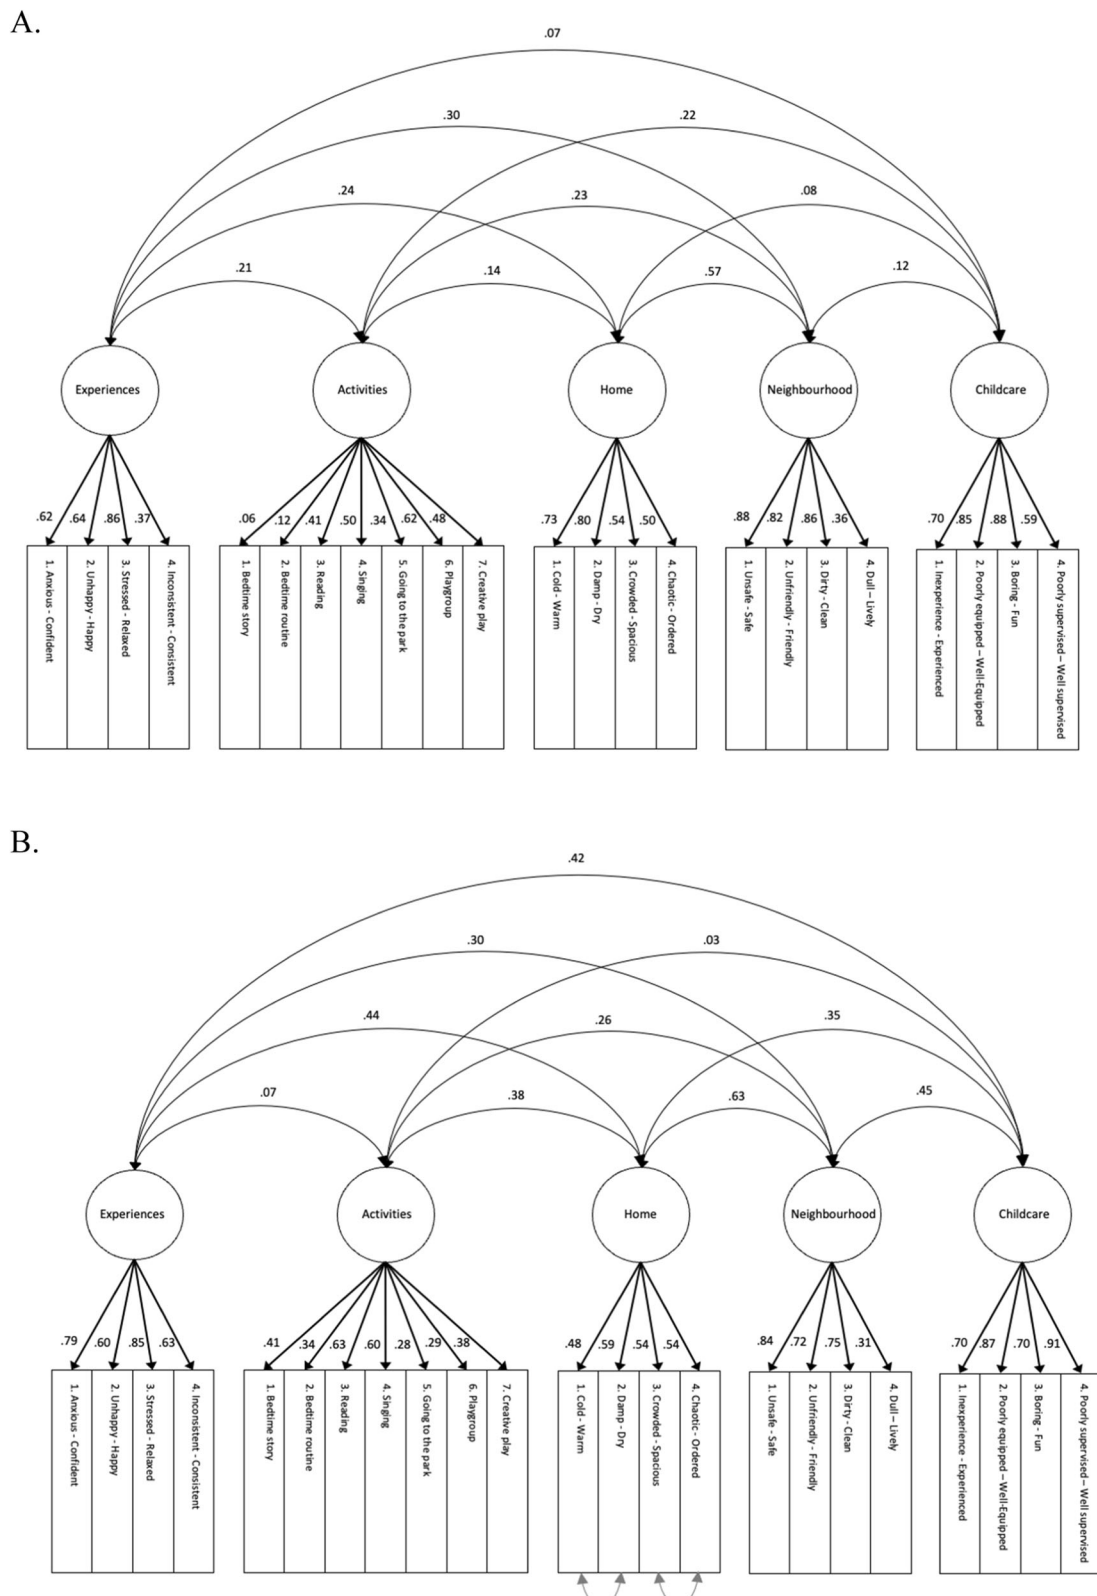 A.
.07
.30
.22
.24
.23
.08
.21
.14
.57
.12
Experiences
Activities
Home
Neighbourhood
Childcare
.62 .64 .86 .37
.06 .12 .41 .50 .34 .62 .48
.73 .80 .54 .50
.88 .82 .86 .36
.70 .85 .88 .59
1. Anxious - Confident
2. Unhappy - Happy
3. Stressed - Relaxed
4. Inconsistent - Consistent
1. Bedtime story
2. Bedtime routine
3. Reading
4. Singing
5. Going to the park
6. Playgroup
7. Creative play
1. Cold - Warm
2. Damp - Dry
3. Crowded - Spacious
4. Chaotic - Ordered
1. Unsafe - Safe
2. Unfriendly - Friendly
3. Dirty - Clean
4. Dull – Lively
1. Inexperience - Experienced
2. Poorly equipped – Well-Equipped
3. Boring - Fun
4. Poorly supervised – Well supervised
B.
.42
.30
.03
.44
.26
.35
.07
.38
.63
.45
Experiences
Activities
Home
Neighbourhood
Childcare
.79 .60 .85 .63
.41 .34 .63 .60 .28 .29 .38
.48 .59 .54 .54
.84 .72 .75 .31
.70 .87 .70 .91
1. Anxious - Confident
2. Unhappy - Happy
3. Stressed - Relaxed
4. Inconsistent - Consistent
1. Bedtime story
2. Bedtime routine
3. Reading
4. Singing
5. Going to the park
6. Playgroup
7. Creative play
1. Cold - Warm
2. Damp - Dry
3. Crowded - Spacious
4. Chaotic - Ordered
1. Unsafe - Safe
2. Unfriendly - Friendly
3. Dirty - Clean
4. Dull – Lively
1. Inexperience - Experienced
2. Poorly equipped – Well-Equipped
3. Boring - Fun
4. Poorly supervised – Well supervised